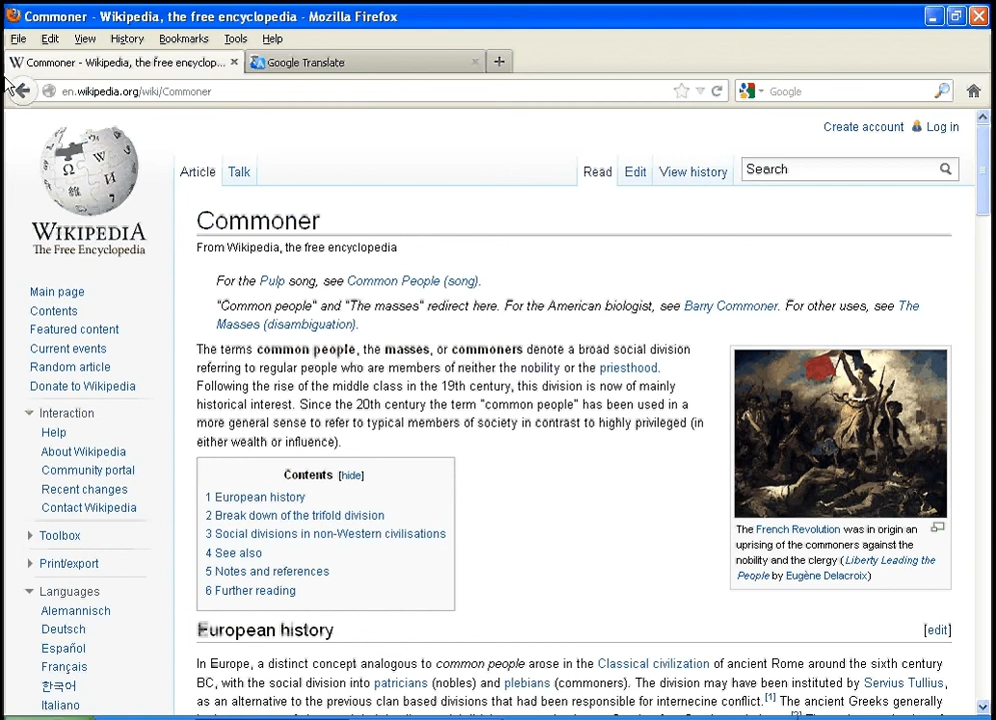 Commoner - Wikipedia, the free encyclopedia - Mozilla Firefox
File Edit View History Bookmarks Tools Help
Commoner - Wikipedia, the free encyclop... Google Translate
en.wikipedia.org/wiki/Commoner Google
Create account Log in
Article Talk Read Edit View history Search
WIKIPEDIA
The Free Encyclopedia
Main page
Contents
Featured content
Current events
Random article
Donate to Wikipedia
Interaction
Help
About Wikipedia
Community portal
Recent changes
Contact Wikipedia
Toolbox
Print/export
Languages
Alemannisch
Deutsch
Español
Français
한국어
Italiano
Commoner
From Wikipedia, the free encyclopedia
For the Pulp song, see Common People (song).
"Common people" and "The masses" redirect here. For the American biologist, see Barry Commoner. For other uses, see The
Masses (disambiguation).
The terms common people, the masses, or commoners denote a broad social division
referring to regular people who are members of neither the nobility or the priesthood.
Following the rise of the middle class in the 19th century, this division is now of mainly
historical interest. Since the 20th century the term "common people" has been used in a
more general sense to refer to typical members of society in contrast to highly privileged (in
either wealth or influence).
The French Revolution was in origin an
uprising of the commoners against the
nobility and the clergy (Liberty Leading the
People by Eugène Delacroix)
Contents [hide]
1 European history
2 Break down of the trifold division
3 Social divisions in non-Western civilisations
4 See also
5 Notes and references
6 Further reading
European history [edit]
In Europe, a distinct concept analogous to common people arose in the Classical civilization of ancient Rome around the sixth century
BC, with the social division into patricians (nobles) and plebians (commoners). The division may have been instituted by Servius Tullius,
as an alternative to the previous clan based divisions that had been responsible for internecine conflict.[1] The ancient Greeks generally